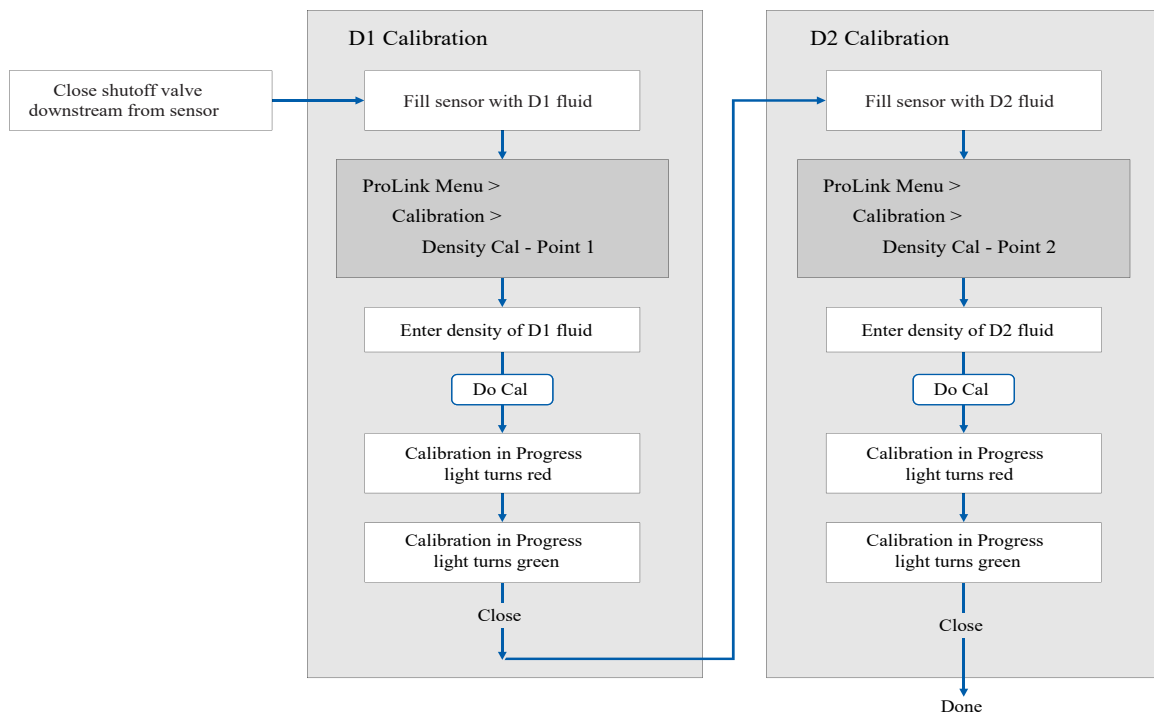 Close shutoff valve
downstream from sensor
D1 Calibration
Fill sensor with D1 fluid
ProLink Menu >
Calibration >
Density Cal - Point 1
Enter density of D1 fluid
Do Cal
Calibration in Progress
light turns red
Calibration in Progress
light turns green
Close
D2 Calibration
Fill sensor with D2 fluid
ProLink Menu >
Calibration >
Density Cal - Point 2
Enter density of D2 fluid
Do Cal
Calibration in Progress
light turns red
Calibration in Progress
light turns green
Close
Done